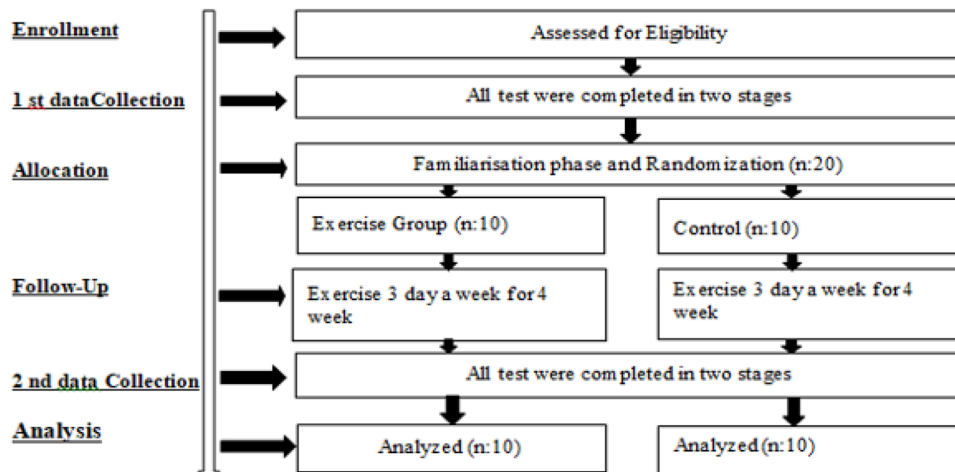 Enrollment
Assessed for Eligibility
1 st dataCollection
All test were completed in two stages
Allocation
Familiarisation phase and Randomization (n:20)
Exercise Group (n:10)
Control (n:10)
Follow-Up
Exercise 3 day a week for 4
week
Exercise 3 day a week for 4
week
2 nd data Collection
All test were completed in two stages
Analysis
Analyzed (n:10)
Analyzed (n:10)